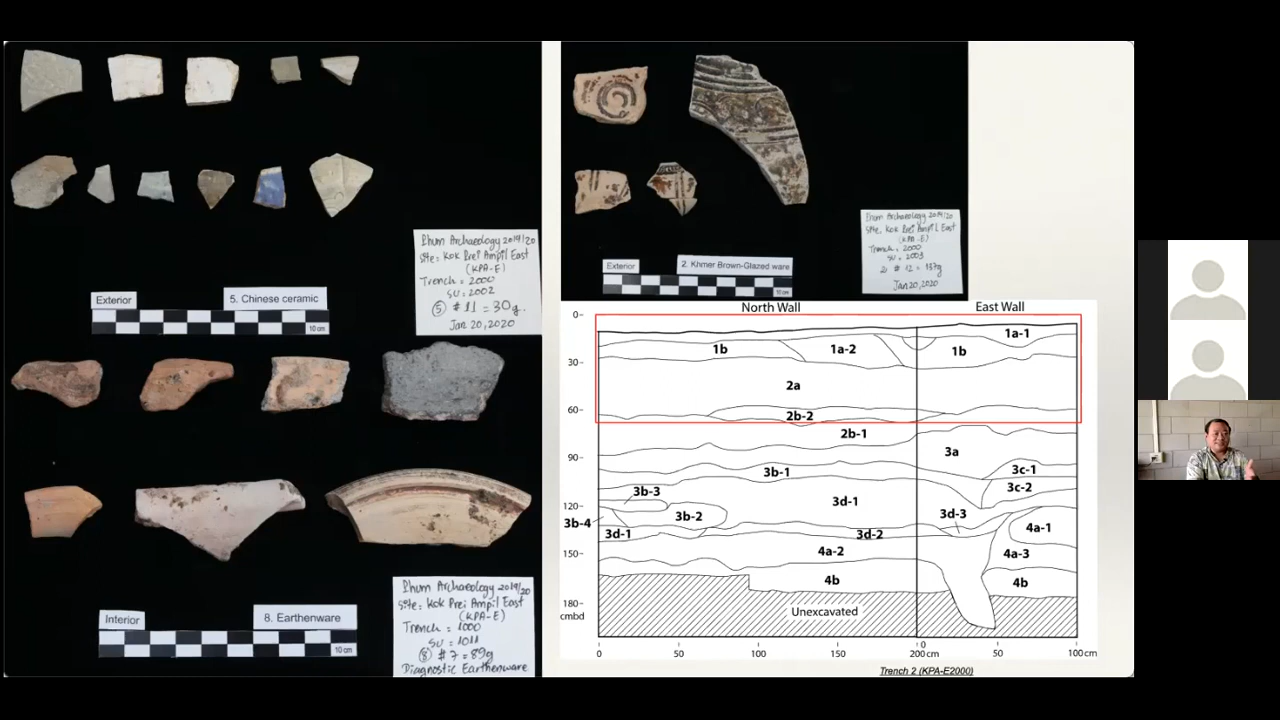 Phum Archaeology 2019/20
Site: Kok Prei Ampil East
(KPA-E)
Trench = 2000
SU = 2002
⑤ # 11 = 30g.
Jan 20, 2020
Exterior
5. Chinese ceramic
10 cm
Interior
8. Earthenware
10 cm
Phum Archaeology 2019/20
Site: Kok Prei Ampil East
(KPA-E)
Trench = 1000
SU = 1011
⑧ # 7 = 89g
Diagnostic Earthenware
Phum Archaeology 2019/20
Site: Kok Prei Ampil East
(KPA-E)
Trench = 2000
SU = 2003
# 12 = 137g
Jan 20, 2020
Exterior
2. Khmer Brown-Glazed ware
10 cm
North Wall
East Wall
0
30
60
90
120
150
180
cmbd
1b
1a-2
1a-1
1b
2a
2b-2
2b-1
3a
3b-1
3c-1
3c-2
3b-3
3d-1
3b-4
3b-2
3d-3
4a-1
3d-1
3d-2
4a-2
4a-3
4b
4b
Unexcavated
0
50
100
150
200 cm
0
50
100 cm
Trench 2 (KPA-E2000)